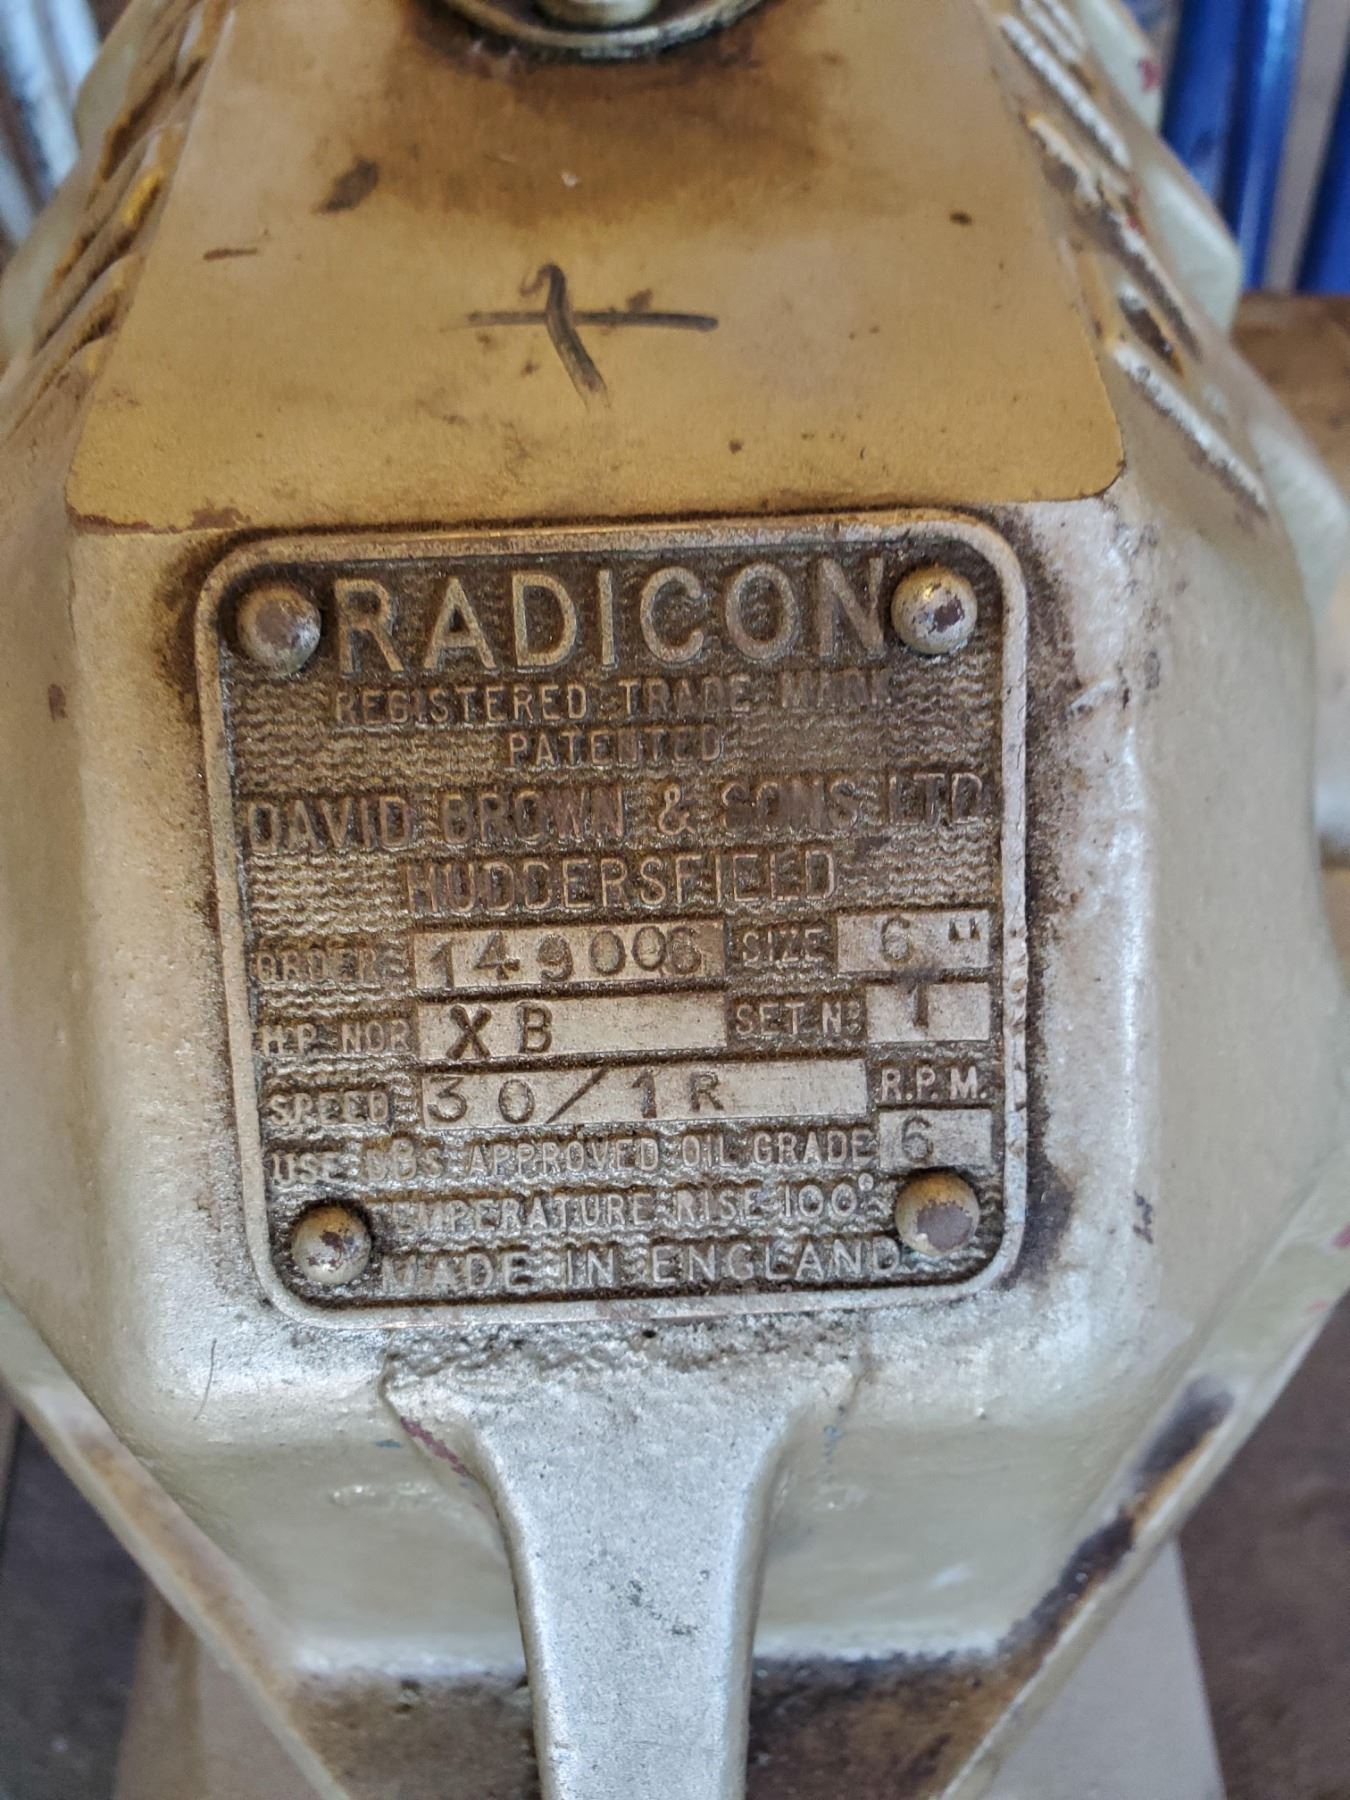 RADICON
REGISTERED TRADE MARK
PATENTED
DAVID BROWN & SONS LTD
HUDDERSFIELD
ORDER 149006 SIZE 6"
H.P. NOR XB SET Nº 1
SPEED 30/1R R.P.M.
USE DBS APPROVED OIL GRADE 6
TEMPERATURE RISE 100°
MADE IN ENGLAND